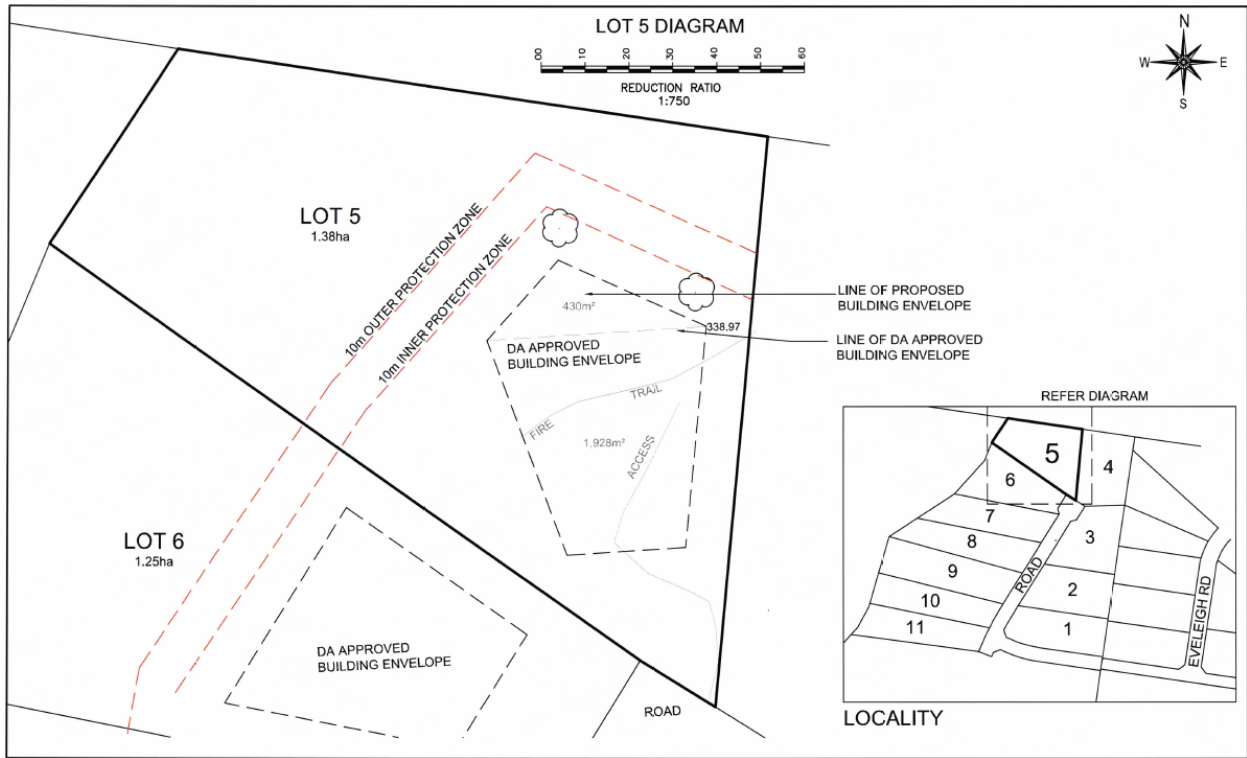 LOT 5 DIAGRAM
00 10 20 30 40 50 60
REDUCTION RATIO
1:750
N
W E
S
LOT 5
1.38ha
10m OUTER PROTECTION ZONE
10m INNER PROTECTION ZONE
430m²
LINE OF PROPOSED
BUILDING ENVELOPE
338.97
LINE OF DA APPROVED
BUILDING ENVELOPE
DA APPROVED
BUILDING ENVELOPE
FIRE TRAIL
1,928m²
ACCESS
LOT 6
1.25ha
DA APPROVED
BUILDING ENVELOPE
ROAD
REFER DIAGRAM
5
4
6
7
3
8
9
ROAD
2
10
11
1
EVELEIGH RD
LOCALITY